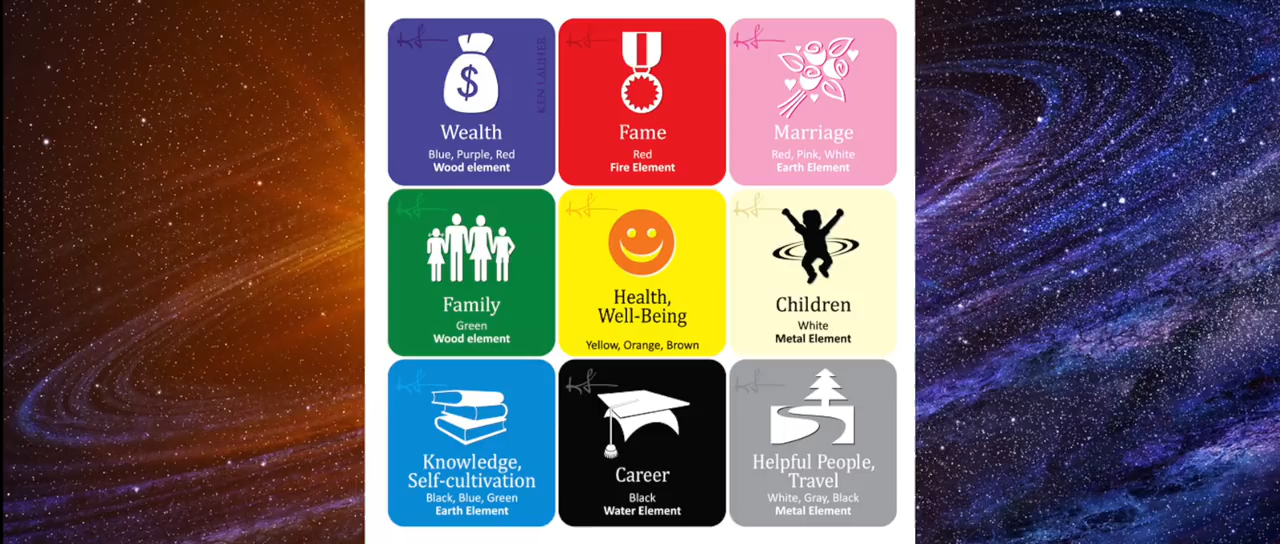 KEN LAUHER
$
Wealth
Blue, Purple, Red
Wood element
Fame
Red
Fire Element
Marriage
Red, Pink, White
Earth Element
Family
Green
Wood element
Health,
Well-Being
Yellow, Orange, Brown
Children
White
Metal Element
Knowledge,
Self-cultivation
Black, Blue, Green
Earth Element
Career
Black
Water Element
Helpful People,
Travel
White, Gray, Black
Metal Element